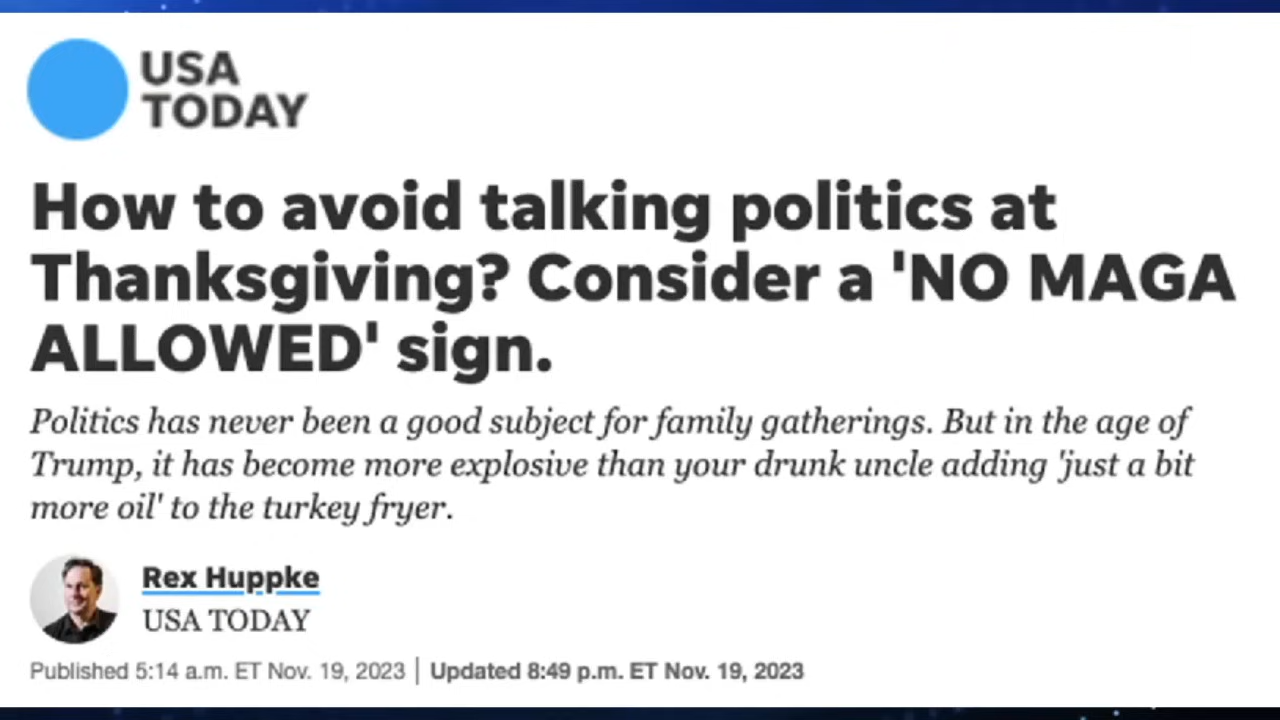 USA
TODAY
How to avoid talking politics at
Thanksgiving? Consider a 'NO MAGA
ALLOWED' sign.
Politics has never been a good subject for family gatherings. But in the age of
Trump, it has become more explosive than your drunk uncle adding 'just a bit
more oil' to the turkey fryer.
Rex Huppke
USA TODAY
Published 5:14 a.m. ET Nov. 19, 2023 | Updated 8:49 p.m. ET Nov. 19, 2023